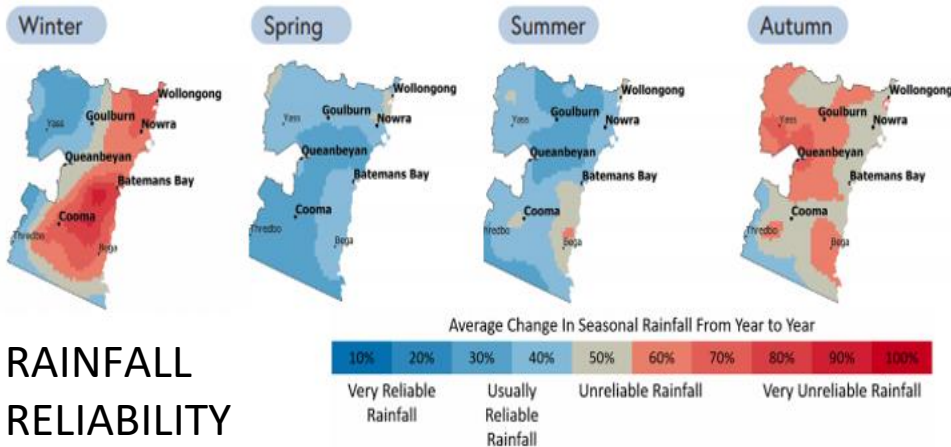 Winter
Spring
Summer
Autumn
Wollongong
Goulburn
Yass
Nowra
Queanbeyan
Batemans Bay
Cooma
Thredbo
Bega
Wollongong
Goulburn
Yass
Nowra
Queanbeyan
Batemans Bay
Cooma
Thredbo
Bega
Wollongong
Goulburn
Yass
Nowra
Queanbeyan
Batemans Bay
Cooma
hredbo
Bega
Wollongong
Goulburn
Yass
Nowra
Queanbeyan
Batemans Bay
Cooma
Thredbo
Bega
RAINFALL
RELIABILITY
Average Change In Seasonal Rainfall From Year to Year
10% 20% 30% 40% 50% 60% 70% 80% 90% 100%
Very Reliable
Rainfall
Usually
Reliable
Rainfall
Unreliable Rainfall
Very Unreliable Rainfall